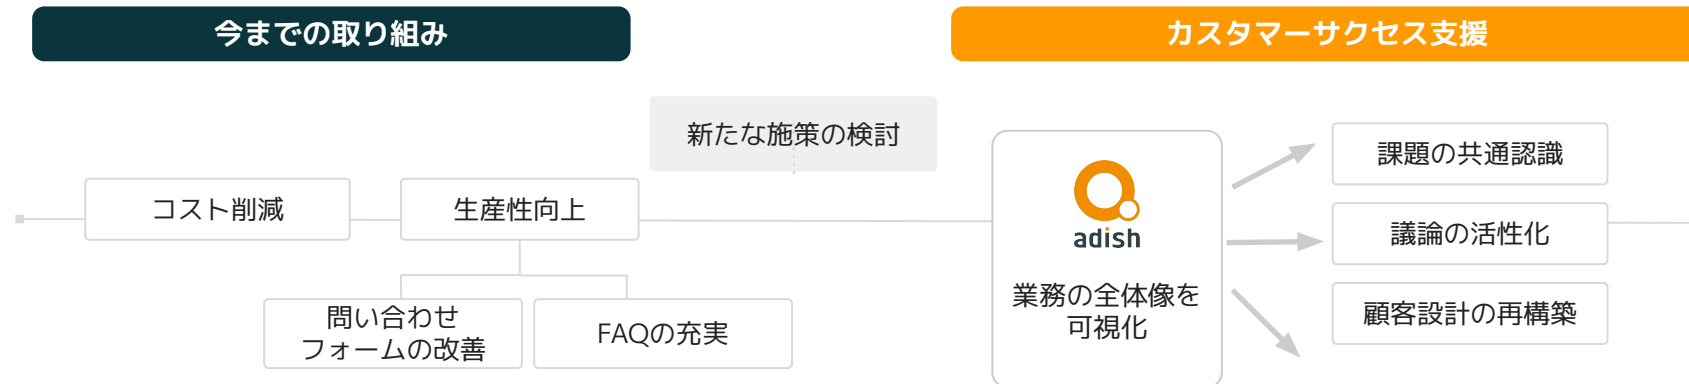 今までの取り組み
カスタマーサクセス支援
新たな施策の検討
コスト削減
生産性向上
問い合わせ
フォームの改善
FAQの充実
adish
業務の全体像を
可視化
課題の共通認識
議論の活性化
顧客設計の再構築